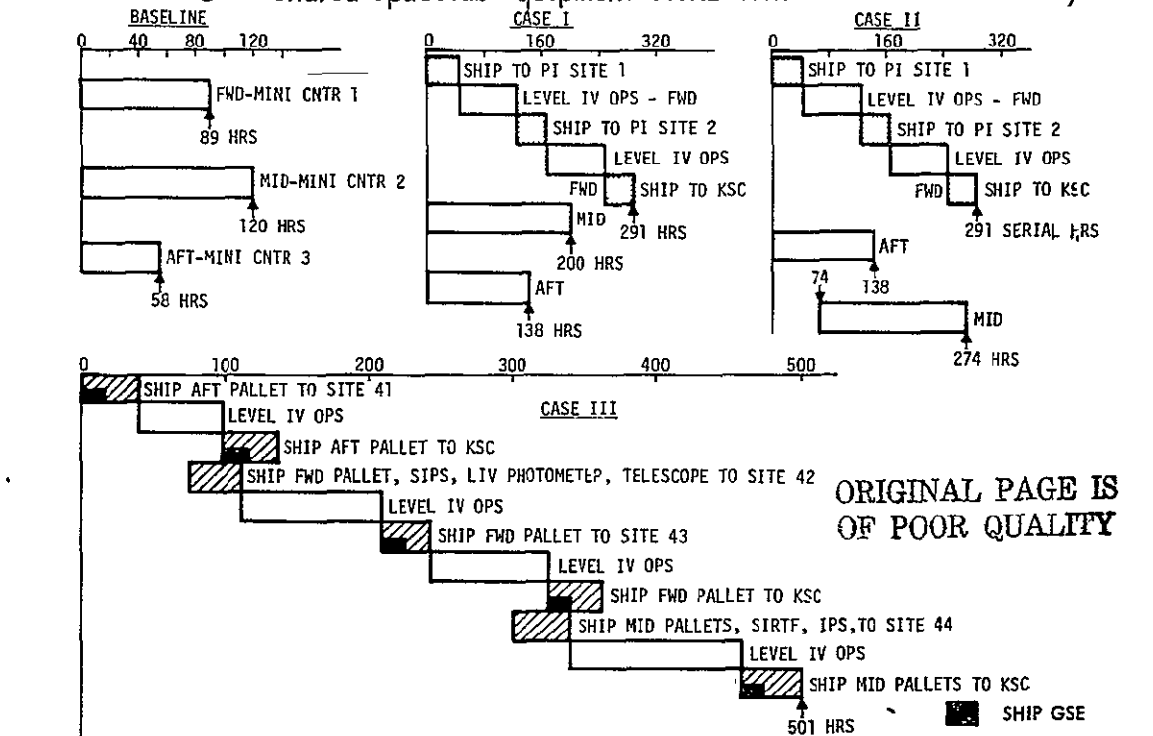 BASELINE
0 40 80 120
FWD-MINI CNTR 1
89 HRS
MID-MINI CNTR 2
120 HRS
AFT-MINI CNTR 3
58 HRS
CASE I
0 160 320
SHIP TO PI SITE 1
LEVEL IV OPS - FWD
SHIP TO PI SITE 2
LEVEL IV OPS
FWD SHIP TO KSC
291 HRS
MID
200 HRS
AFT
138 HRS
CASE II
0 160 320
SHIP TO PI SITE 1
LEVEL IV OPS - FWD
SHIP TO PI SITE 2
LEVEL IV OPS
FWD SHIP TO KSC
291 SERIAL HRS
AFT
138
74
MID
274 HRS
0 100 200 300 400 500
CASE III
SHIP AFT PALLET TO SITE 41
LEVEL IV OPS
SHIP AFT PALLET TO KSC
SHIP FWD PALLET, SIPS, LIV PHOTOMETER, TELESCOPE TO SITE 42
LEVEL IV OPS
SHIP FWD PALLET TO SITE 43
LEVEL IV OPS
SHIP FWD PALLET TO KSC
SHIP MID PALLETS, SIRTF, IPS,TO SITE 44
LEVEL IV OPS
SHIP MID PALLETS TO KSC
501 HRS
SHIP GSE
ORIGINAL PAGE IS
OF POOR QUALITY